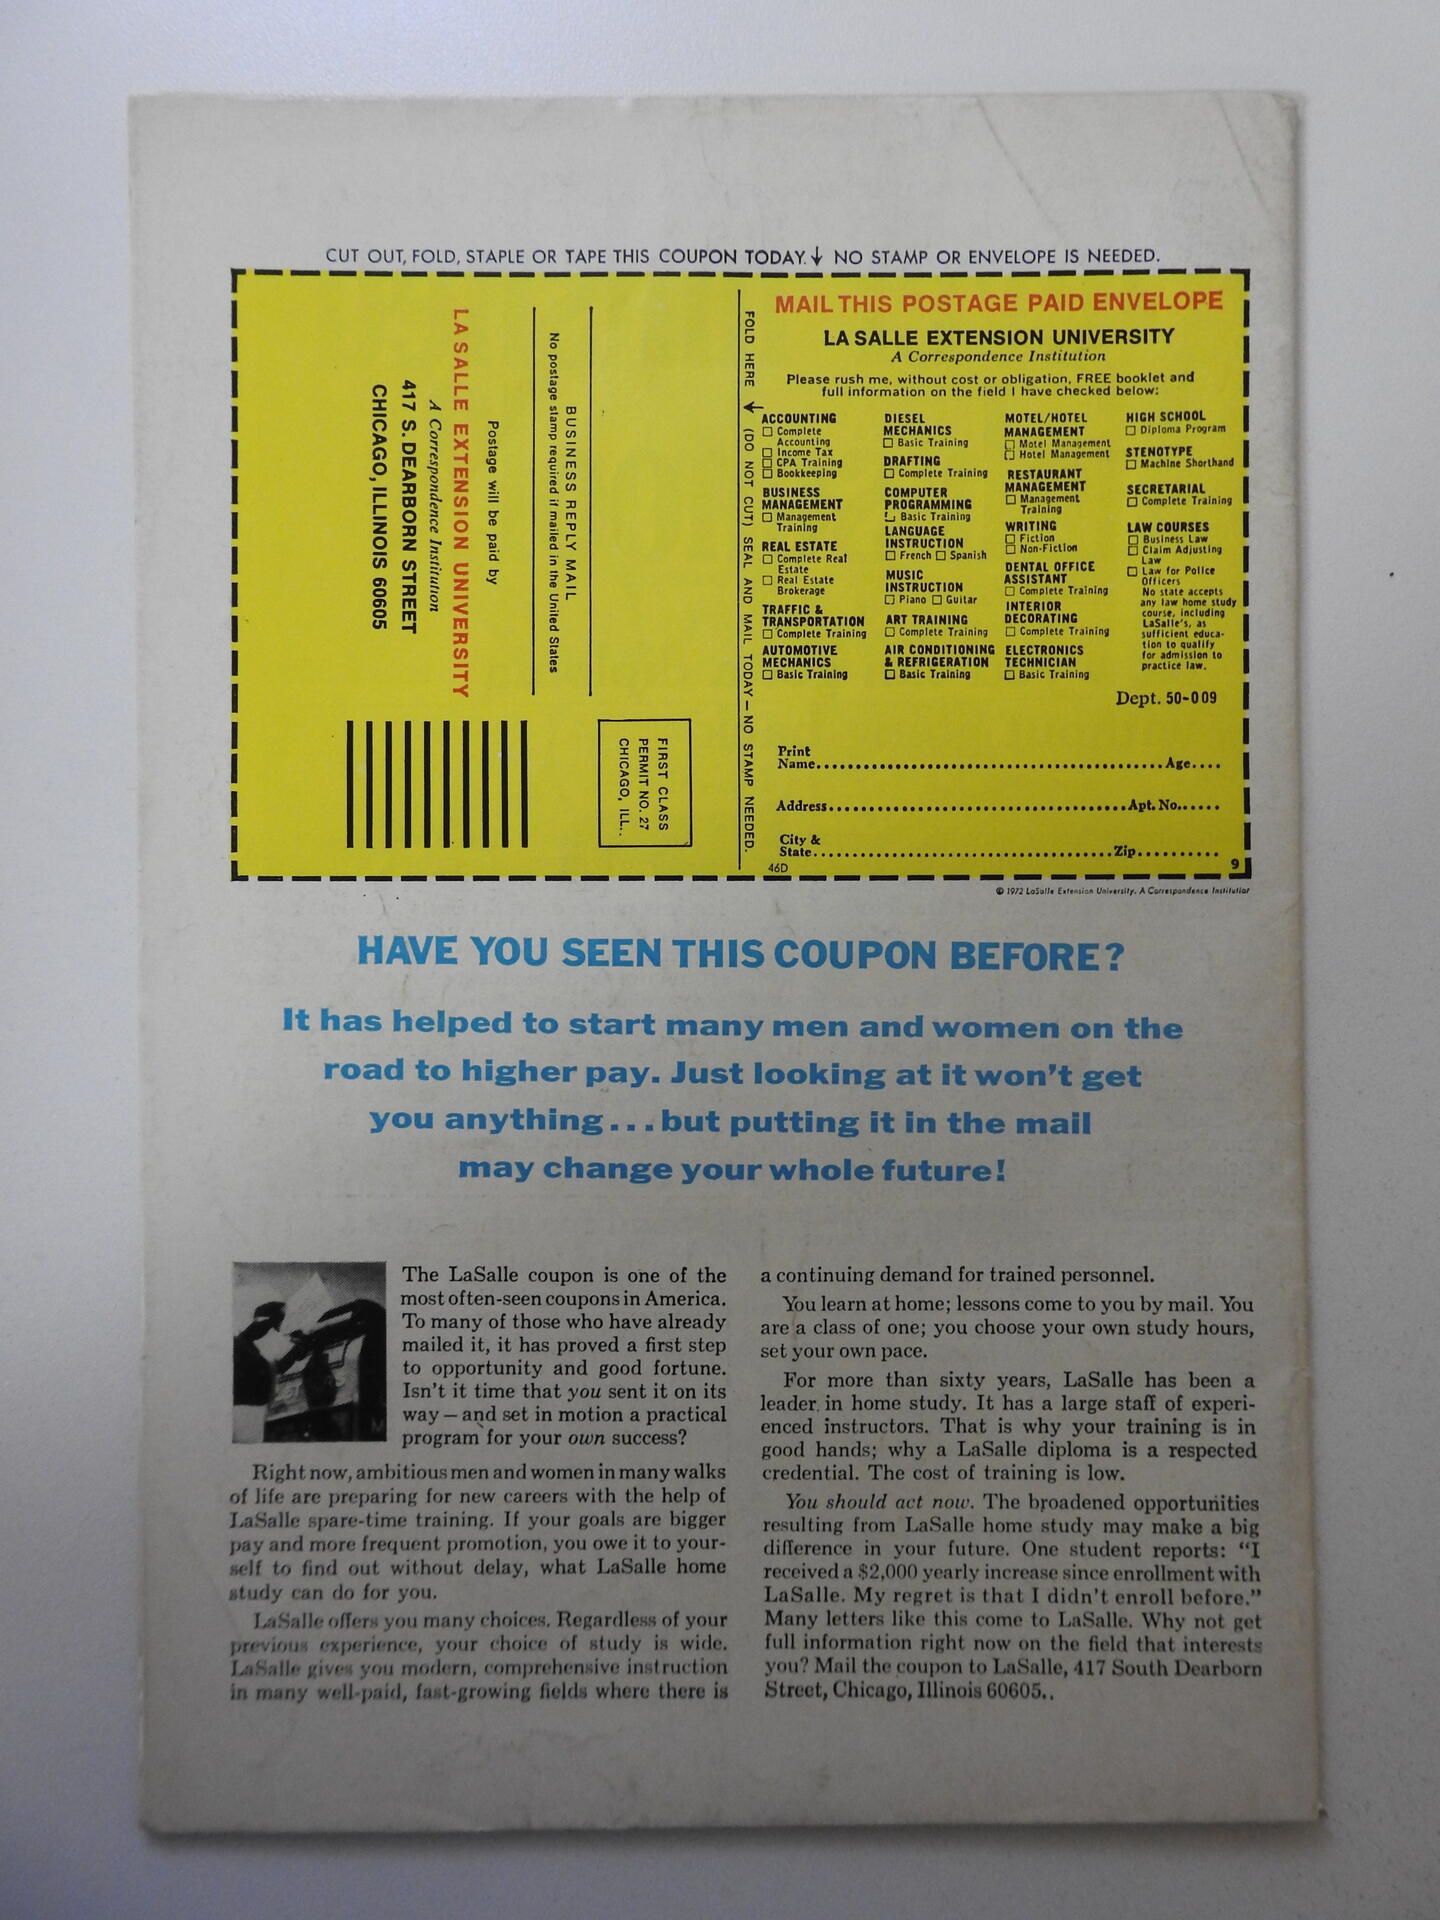 CUT OUT, FOLD, STAPLE OR TAPE THIS COUPON TODAY.↓ NO STAMP OR ENVELOPE IS NEEDED.
BUSINESS REPLY MAIL
No postage stamp required if mailed in the United States
Postage will be paid by
LA SALLE EXTENSION UNIVERSITY
A Correspondence Institution
417 S. DEARBORN STREET
CHICAGO, ILLINOIS 60605
FIRST CLASS
PERMIT NO. 27
CHICAGO, ILL..
FOLD HERE ← (DO NOT CUT) SEAL AND MAIL TODAY — NO STAMP NEEDED.
MAIL THIS POSTAGE PAID ENVELOPE
LA SALLE EXTENSION UNIVERSITY
A Correspondence Institution
Please rush me, without cost or obligation, FREE booklet and
full information on the field I have checked below:
ACCOUNTING
☐ Complete
Accounting
☐ Income Tax
☐ CPA Training
☐ Bookkeeping
BUSINESS
MANAGEMENT
☐ Management
Training
REAL ESTATE
☐ Complete Real
Estate
☐ Real Estate
Brokerage
TRAFFIC &
TRANSPORTATION
☐ Complete Training
AUTOMOTIVE
MECHANICS
☐ Basic Training
DIESEL
MECHANICS
☐ Basic Training
DRAFTING
☐ Complete Training
COMPUTER
PROGRAMMING
☐ Basic Training
LANGUAGE
INSTRUCTION
☐ French ☐ Spanish
MUSIC
INSTRUCTION
☐ Piano ☐ Guitar
ART TRAINING
☐ Complete Training
AIR CONDITIONING
& REFRIGERATION
☐ Basic Training
MOTEL/HOTEL
MANAGEMENT
☐ Motel Management
☐ Hotel Management
RESTAURANT
MANAGEMENT
☐ Management
Training
WRITING
☐ Fiction
☐ Non-Fiction
DENTAL OFFICE
ASSISTANT
☐ Complete Training
INTERIOR
DECORATING
☐ Complete Training
ELECTRONICS
TECHNICIAN
☐ Basic Training
HIGH SCHOOL
☐ Diploma Program
STENOTYPE
☐ Machine Shorthand
SECRETARIAL
☐ Complete Training
LAW COURSES
☐ Business Law
☐ Claim Adjusting
Law
☐ Law for Police
Officers
No state accepts
any law home study
course, including
LaSalle's, as
sufficient educa-
tion to qualify
for admission to
practice law.
Dept. 50-009
Print
Name........................................Age....
Address........................................Apt. No......
City &
State........................................Zip..........
46D
9
© 1972 LaSalle Extension University. A Correspondence Institution
HAVE YOU SEEN THIS COUPON BEFORE?
It has helped to start many men and women on the
road to higher pay. Just looking at it won't get
you anything...but putting it in the mail
may change your whole future!
The LaSalle coupon is one of the
most often-seen coupons in America.
To many of those who have already
mailed it, it has proved a first step
to opportunity and good fortune.
Isn't it time that you sent it on its
way — and set in motion a practical
program for your own success?
Right now, ambitious men and women in many walks
of life are preparing for new careers with the help of
LaSalle spare-time training. If your goals are bigger
pay and more frequent promotion, you owe it to your-
self to find out without delay, what LaSalle home
study can do for you.
LaSalle offers you many choices. Regardless of your
previous experience, your choice of study is wide.
LaSalle gives you modern, comprehensive instruction
in many well-paid, fast-growing fields where there is
a continuing demand for trained personnel.
You learn at home; lessons come to you by mail. You
are a class of one; you choose your own study hours,
set your own pace.
For more than sixty years, LaSalle has been a
leader in home study. It has a large staff of experi-
enced instructors. That is why your training is in
good hands; why a LaSalle diploma is a respected
credential. The cost of training is low.
You should act now. The broadened opportunities
resulting from LaSalle home study may make a big
difference in your future. One student reports: "I
received a $2,000 yearly increase since enrollment with
LaSalle. My regret is that I didn't enroll before."
Many letters like this come to LaSalle. Why not get
full information right now on the field that interests
you? Mail the coupon to LaSalle, 417 South Dearborn
Street, Chicago, Illinois 60605..